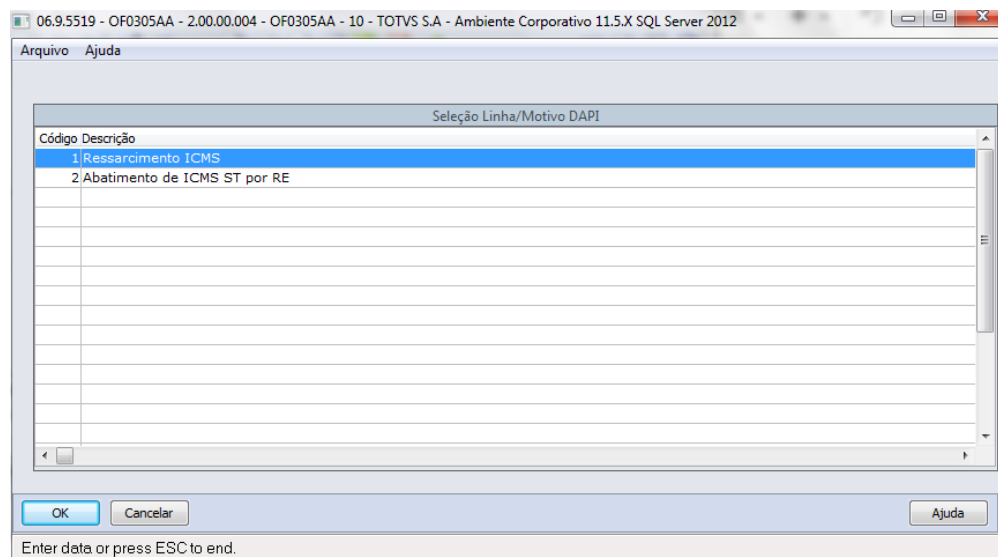 06.9.5519 - OF0305AA - 2.00.00.004 - OF0305AA - 10 - TOTVS S.A - Ambiente Corporativo 11.5.X SQL Server 2012
Arquivo Ajuda
Seleção Linha/Motivo DAPI
Código Descrição
1 Ressarcimento ICMS
2 Abatimento de ICMS ST por RE
OK Cancelar Ajuda
Enter data or press ESC to end.